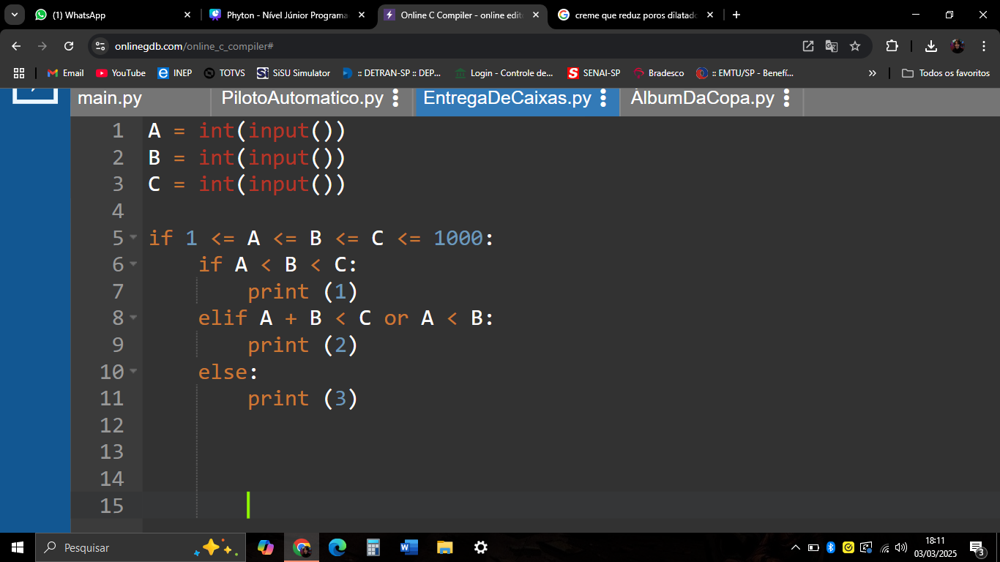 (1) WhatsApp
Phyton - Nível Júnior Programa
Online C Compiler - online edit
creme que reduz poros dilatado
onlinegdb.com/online_c_compiler#
Email YouTube INEP TOTVS SiSU Simulator :: DETRAN-SP :: DEP... Login - Controle de... SENAI-SP Bradesco :: EMTU/SP - Benefí... » Todos os favoritos
main.py PilotoAutomatico.py EntregaDeCaixas.py ÁlbumDaCopa.py
1 A = int(input())
2 B = int(input())
3 C = int(input())
4
5 if 1 <= A <= B <= C <= 1000:
6 if A < B < C:
7 print (1)
8 elif A + B < C or A < B:
9 print (2)
10 else:
11 print (3)
12
13
14
15
Pesquisar
18:11
03/03/2025
3